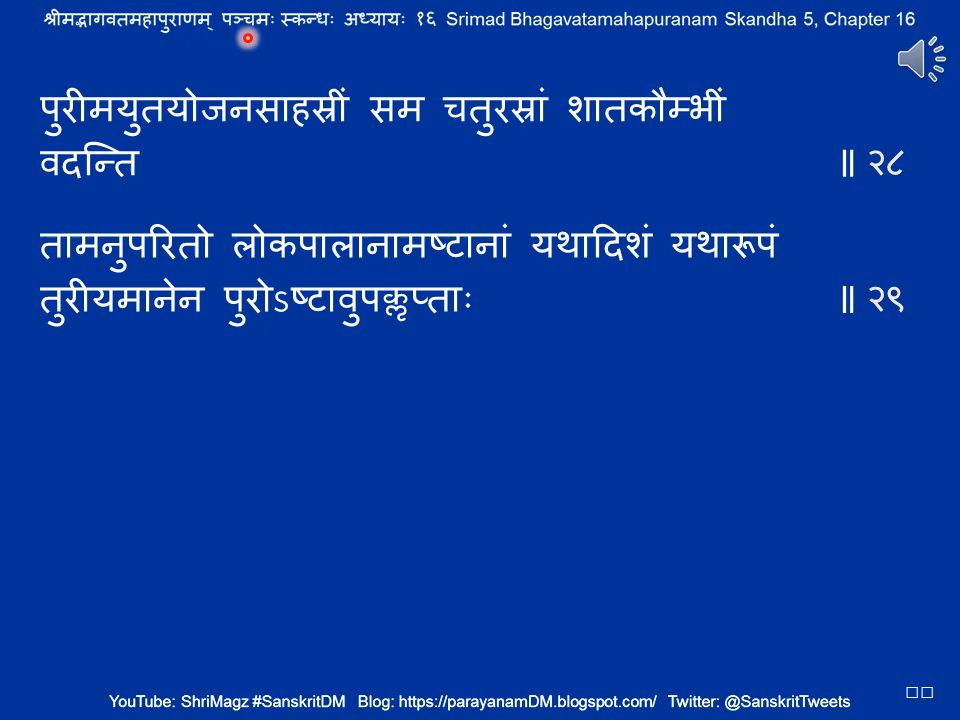 श्रीमद्भागवतमहापुराणम् पञ्चमः स्कन्धः अध्यायः १६ Srimad Bhagavatamahapuranam Skandha 5, Chapter 16
पुरीमयुतयोजनसाहस्रीं सम चतुरस्रां शातकौम्भीं
वदन्ति ॥ २८
तामनुपरितो लोकपालानामष्टानां यथादिशं यथारूपं
तुरीयमानेन पुरोऽष्टावुपकॢप्ताः ॥ २९
YouTube: ShriMagz #SanskritDM Blog: https://parayanamDM.blogspot.com/ Twitter: @SanskritTweets